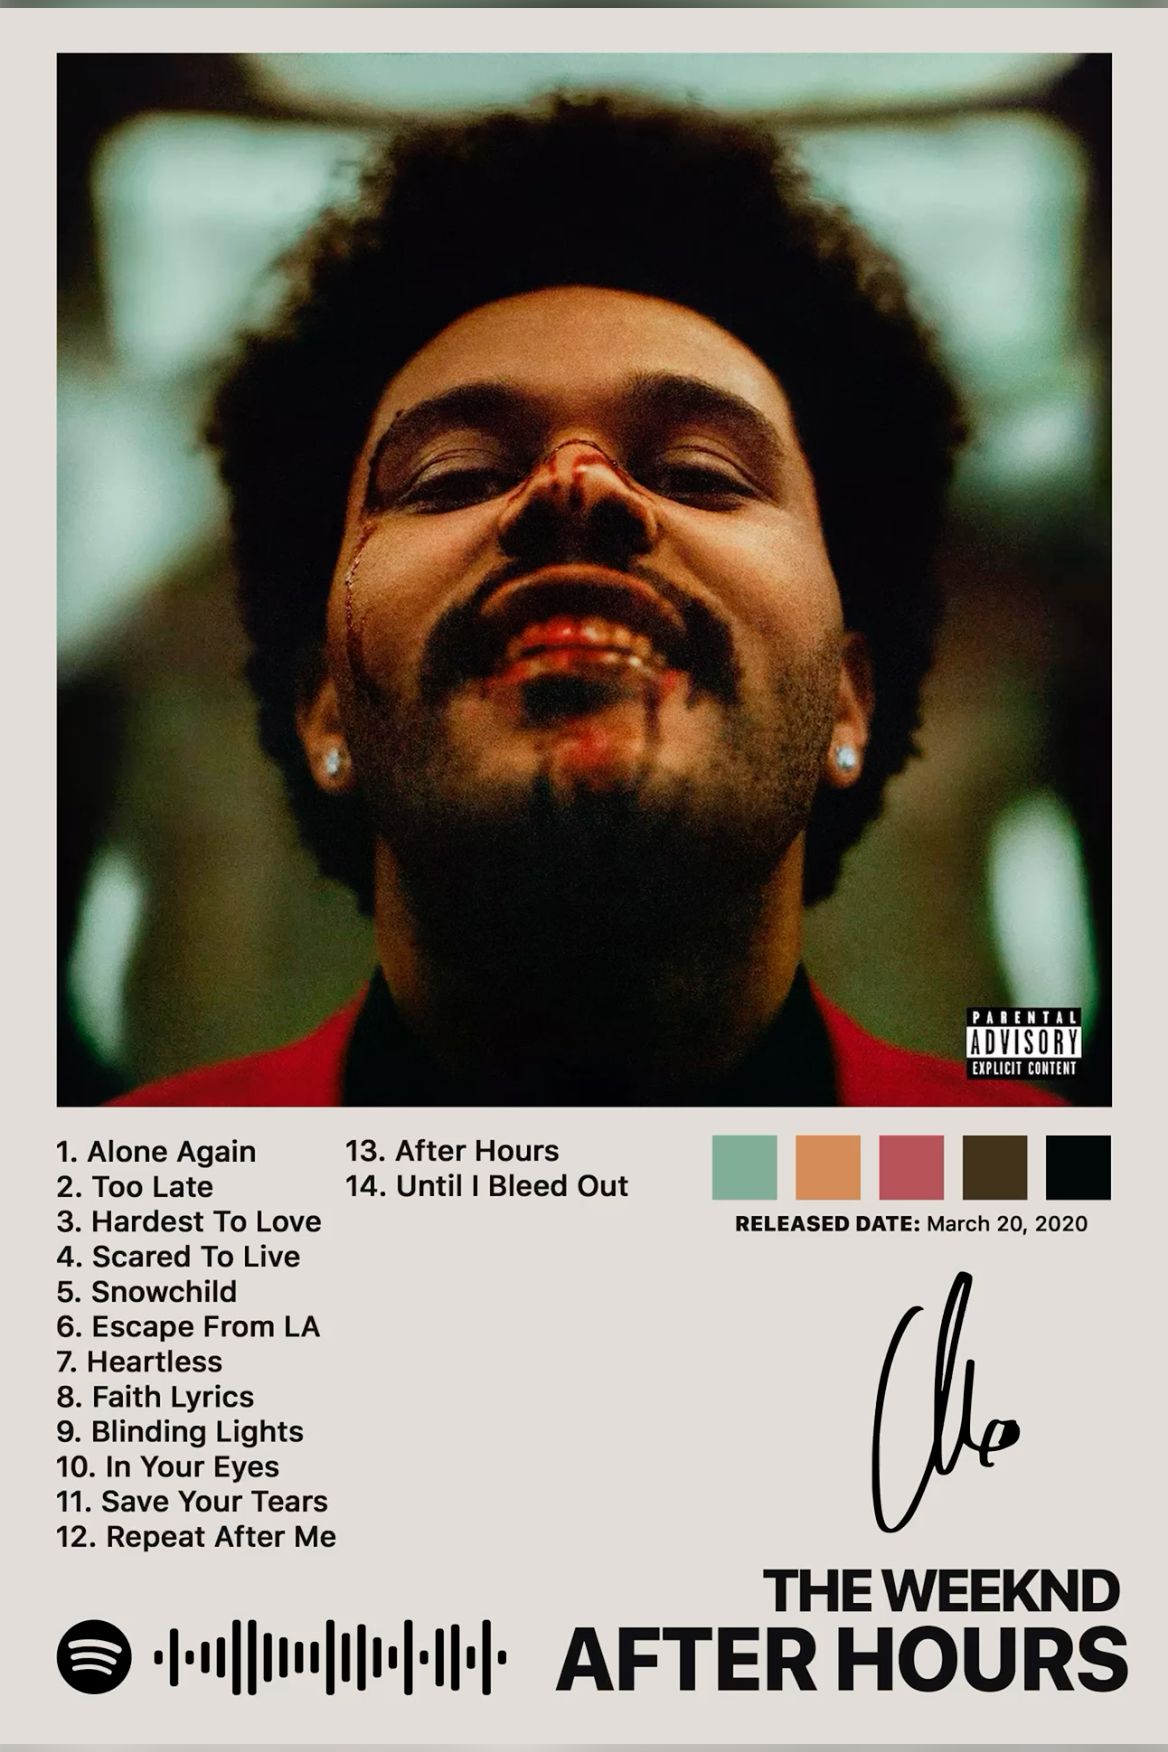 PARENTAL
ADVISORY
EXPLICIT CONTENT
1. Alone Again
2. Too Late
3. Hardest To Love
4. Scared To Live
5. Snowchild
6. Escape From LA
7. Heartless
8. Faith Lyrics
9. Blinding Lights
10. In Your Eyes
11. Save Your Tears
12. Repeat After Me
13. After Hours
14. Until I Bleed Out
RELEASED DATE: March 20, 2020
THE WEEKND
AFTER HOURS